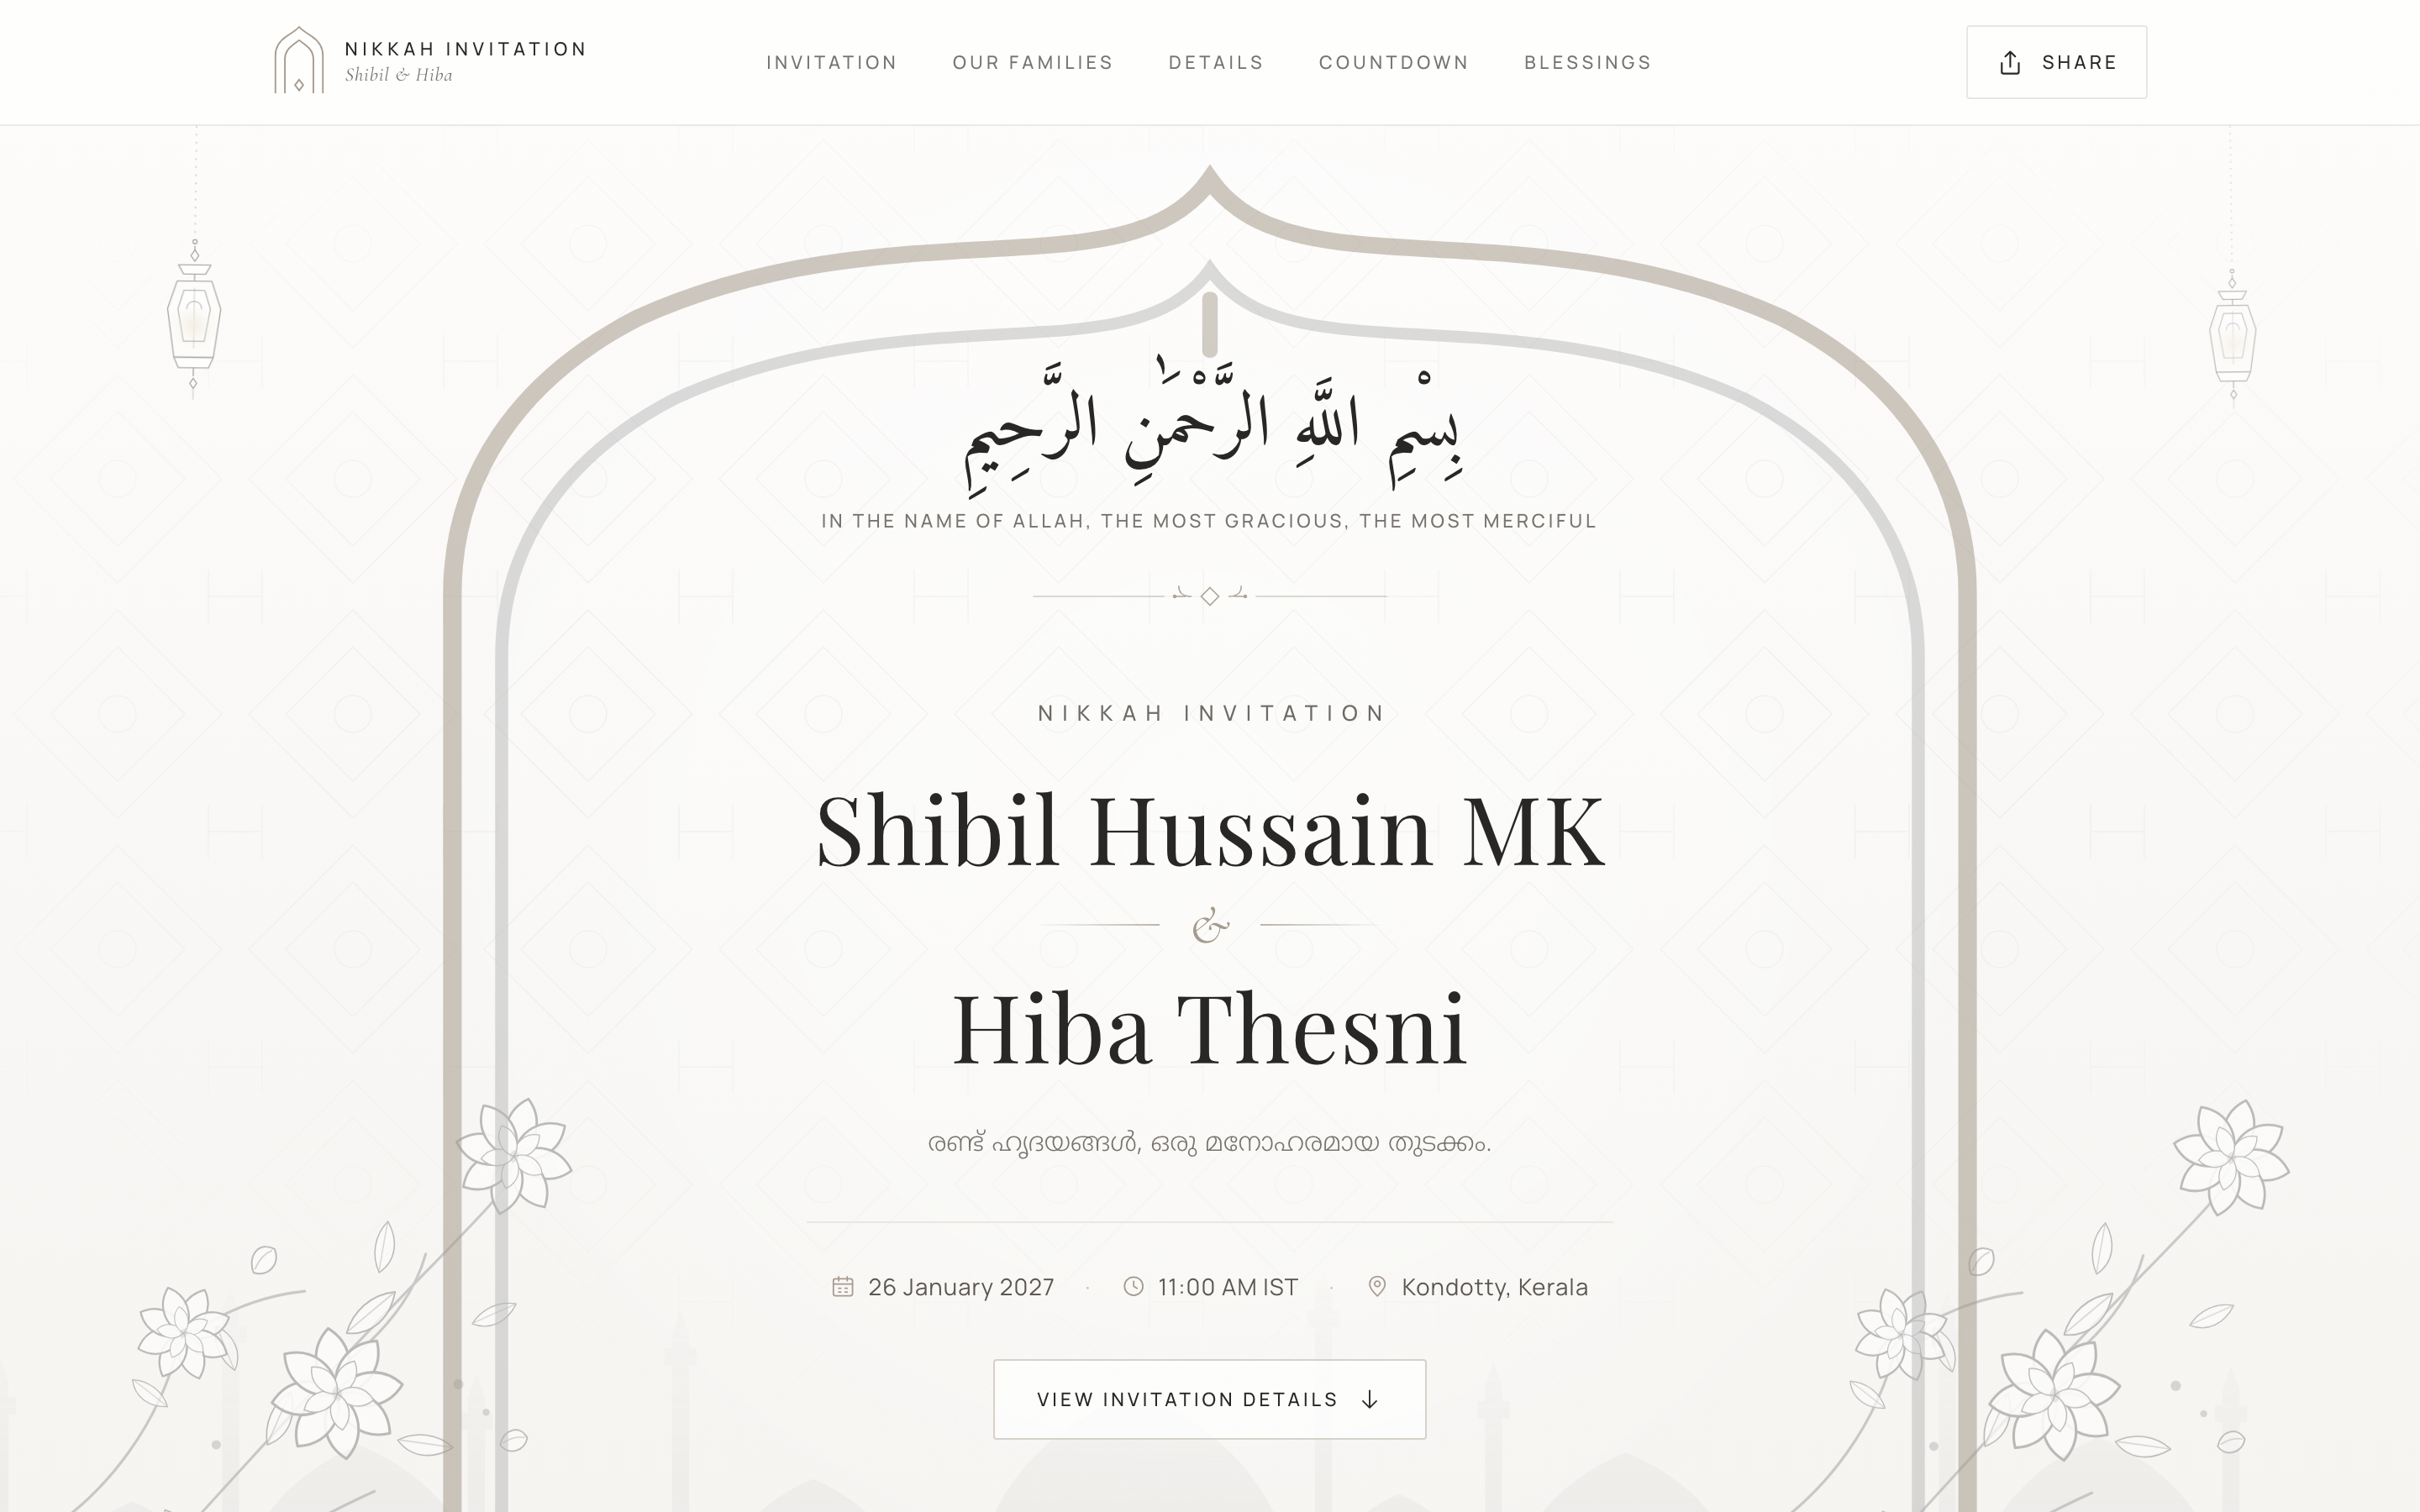 NIKKAH INVITATION
Shibil & Hiba
INVITATION
OUR FAMILIES
DETAILS
COUNTDOWN
BLESSINGS
SHARE
بِسْمِ اللَّهِ الرَّحْمَٰنِ الرَّحِيمِ
IN THE NAME OF ALLAH, THE MOST GRACIOUS, THE MOST MERCIFUL
NIKKAH INVITATION
Shibil Hussain MK
&
Hiba Thesni
രണ്ട് ഹൃദയങ്ങൾ, ഒരു മനോഹരമായ തുടക്കം.
26 January 2027 · 11:00 AM IST · Kondotty, Kerala
VIEW INVITATION DETAILS